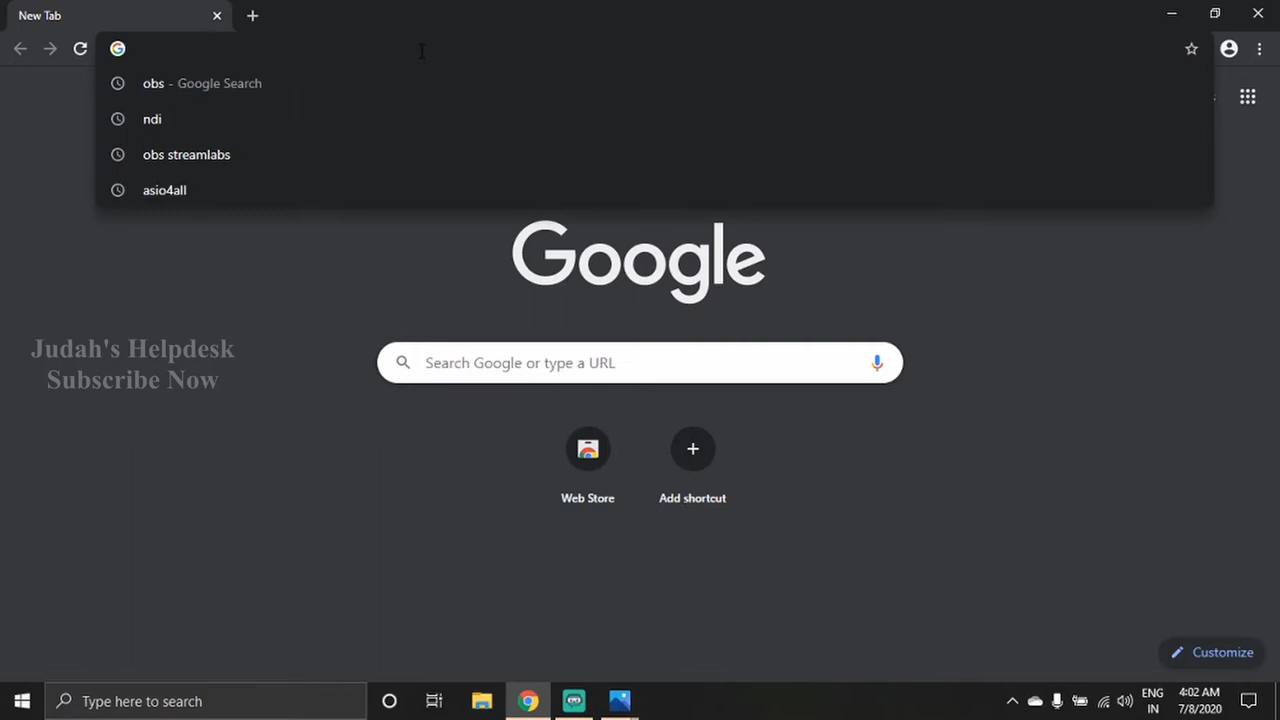 New Tab
obs - Google Search
ndi
obs streamlabs
asio4all
Google
Judah's Helpdesk
Subscribe Now
Search Google or type a URL
Web Store
Add shortcut
Customize
Type here to search
ENG
IN
4:02 AM
7/8/2020